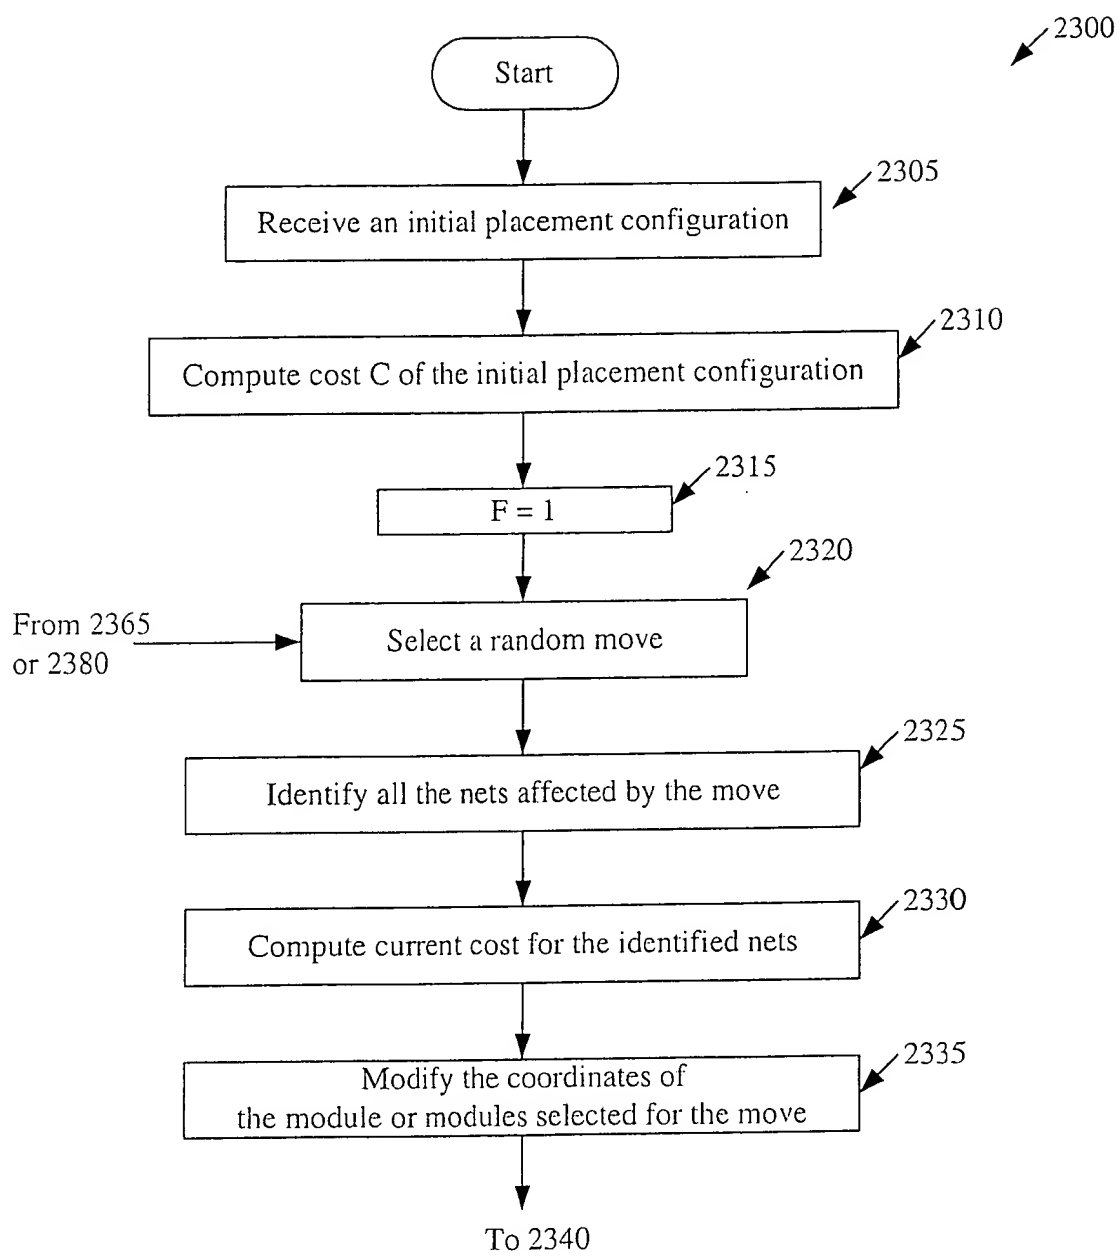 2300
Start
2305
Receive an initial placement configuration
2310
Compute cost C of the initial placement configuration
2315
F = 1
2320
From 2365
or 2380
Select a random move
2325
Identify all the nets affected by the move
2330
Compute current cost for the identified nets
2335
Modify the coordinates of
the module or modules selected for the move
To 2340